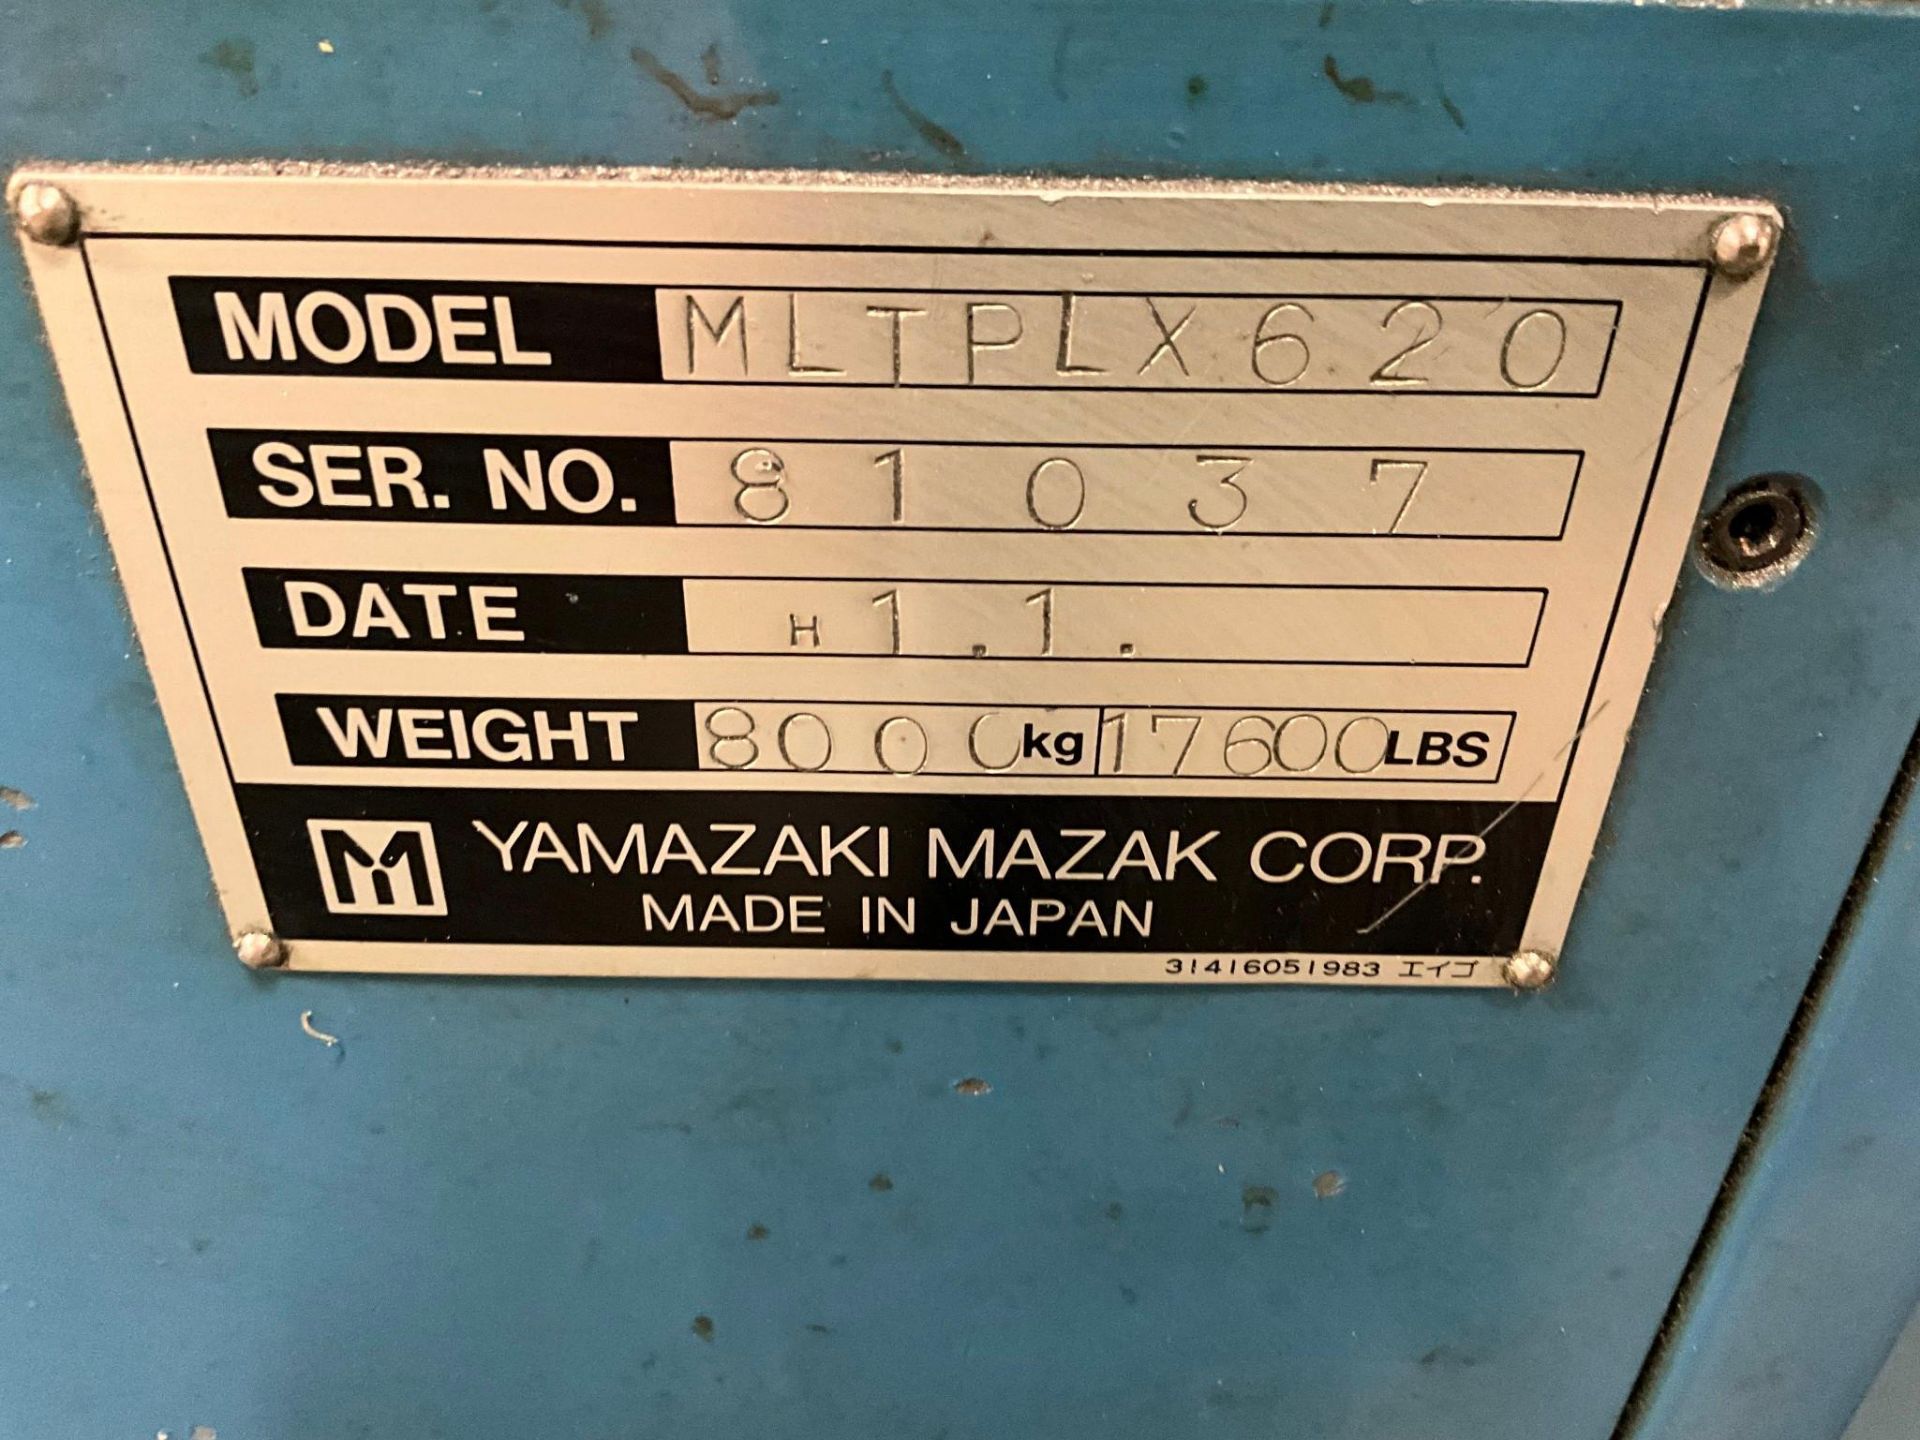 MODEL MLTPLX620
SER. NO. 81037
DATE H1.1.
WEIGHT 8000kg 17600LBS
YAMAZAKI MAZAK CORP.
MADE IN JAPAN
31416051983 エイゴ